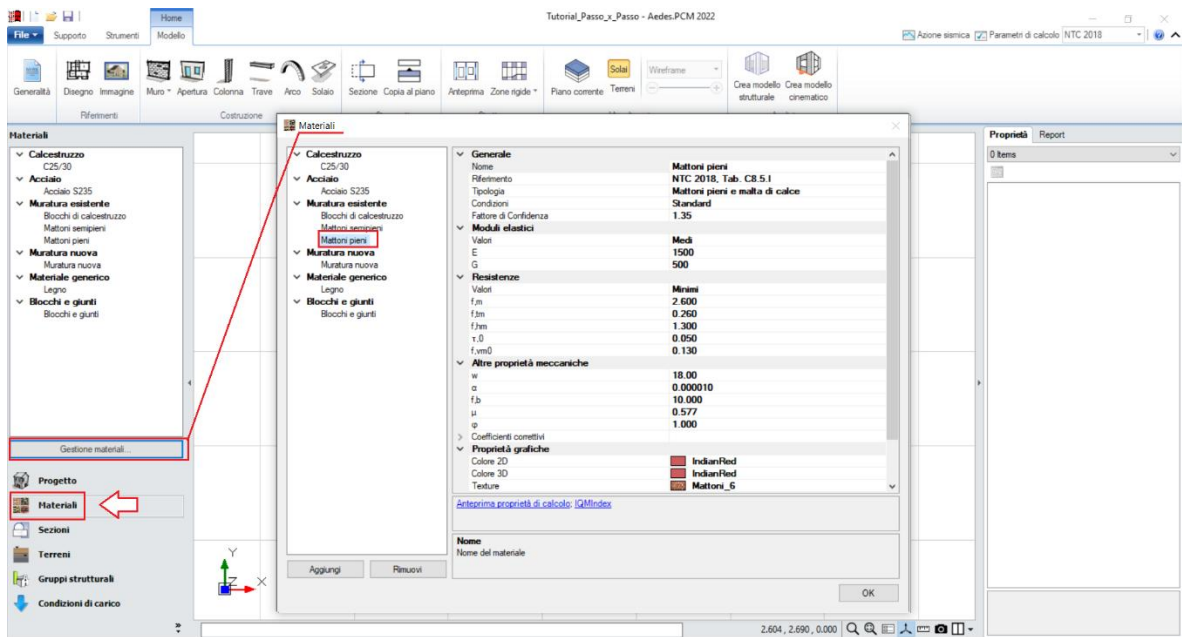 Home
Tutorial_Passo_x_Passo - Aedes.PCM 2022
File Supporto Strumenti Modello
Azione sismica Parametri di calcolo NTC 2018
Generalità Disegno Immagine Muro Apertura Colonna Trave Arco Solaio Sezione Copia al piano Anteprima Zone rigide Piano corrente Solai Terreni Wireframe Crea modello strutturale Crea modello cinematico
Riferimenti Costruzione
Materiali
Calcestruzzo
C25/30
Acciaio
Acciaio S235
Muratura esistente
Blocchi di calcestruzzo
Mattoni semipieni
Mattoni pieni
Muratura nuova
Muratura nuova
Materiale generico
Legno
Blocchi e giunti
Blocchi e giunti
Gestione materiali...
Progetto
Materiali
Sezioni
Terreni
Gruppi strutturali
Condizioni di carico
Materiali
Calcestruzzo
C25/30
Acciaio
Acciaio S235
Muratura esistente
Blocchi di calcestruzzo
Mattoni semipieni
Mattoni pieni
Muratura nuova
Muratura nuova
Materiale generico
Legno
Blocchi e giunti
Blocchi e giunti
Aggiungi Rimuovi
Generale
Nome Mattoni pieni
Riferimento NTC 2018, Tab. C8.5.I
Tipologia Mattoni pieni e malta di calce
Condizioni Standard
Fattore di Confidenza 1.35
Moduli elastici
Valori Medi
E 1500
G 500
Resistenze
Valori Minimi
f,m 2.600
f,tm 0.260
f,hm 1.300
τ,0 0.050
f,vm0 0.130
Altre proprietà meccaniche
w 18.00
α 0.000010
f,b 10.000
μ 0.577
φ 1.000
Coefficienti correttivi
Proprietà grafiche
Colore 2D IndianRed
Colore 3D IndianRed
Texture Mattoni_6
Anteprima proprietà di calcolo; IQMIndex
Nome
Nome del materiale
OK
Proprietà Report
0 Items
Y
Z X
2.604 , 2.690 , 0.000